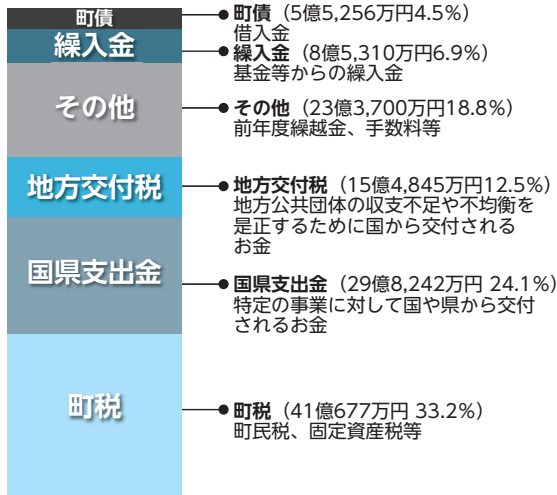 町債
繰入金
その他
地方交付税
国県支出金
町税
町債（5億5,256万円4.5％）
借入金
繰入金（8億5,310万円6.9％）
基金等からの繰入金
その他（23億3,700万円18.8％）
前年度繰越金、手数料等
地方交付税（15億4,845万円12.5％）
地方公共団体の収支不足や不均衡を
是正するために国から交付される
お金
国県支出金（29億8,242万円 24.1％）
特定の事業に対して国や県から交付
されるお金
町税（41億677万円 33.2％）
町民税、固定資産税等